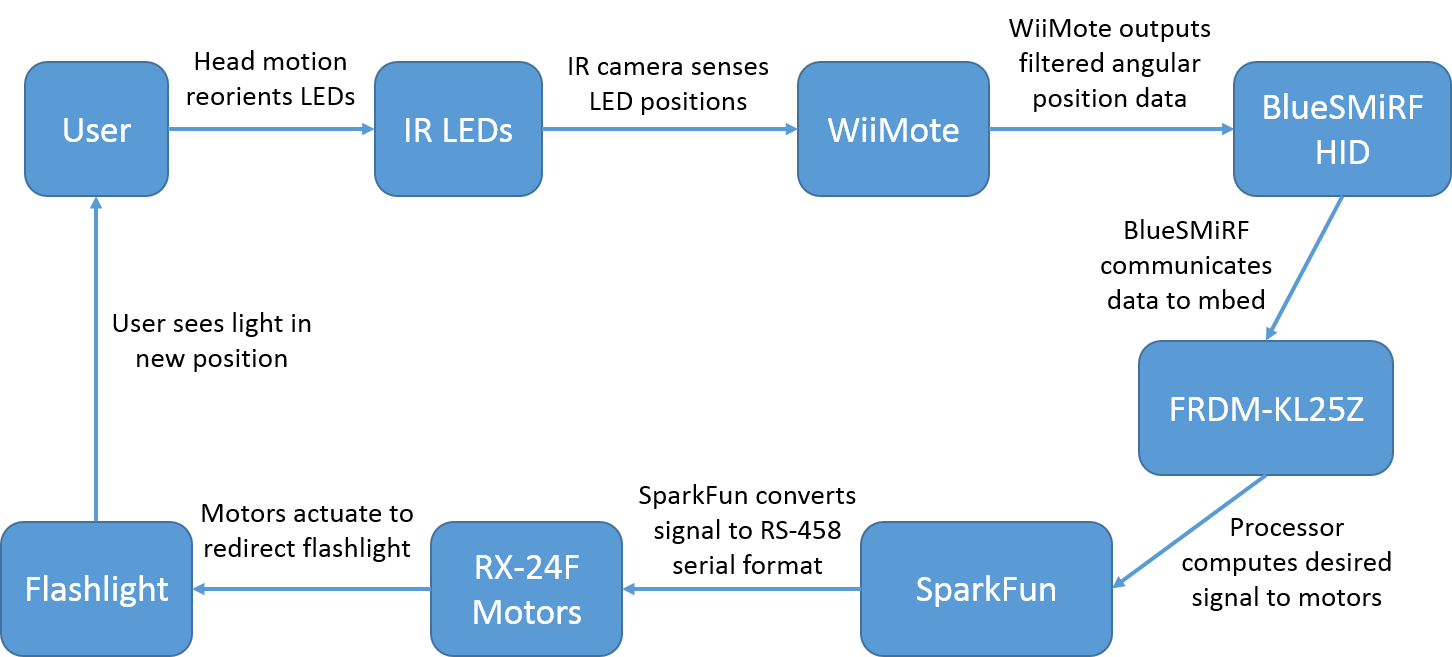 User
Head motion
reorients LEDs
IR LEDs
IR camera senses
LED positions
WiiMote
WiiMote outputs
filtered angular
position data
BlueSMiRF
HID
BlueSMiRF
communicates
data to mbed
FRDM-KL25Z
Processor
computes desired
signal to motors
SparkFun
SparkFun converts
signal to RS-458
serial format
RX-24F
Motors
Motors actuate to
redirect flashlight
Flashlight
User sees light in
new position